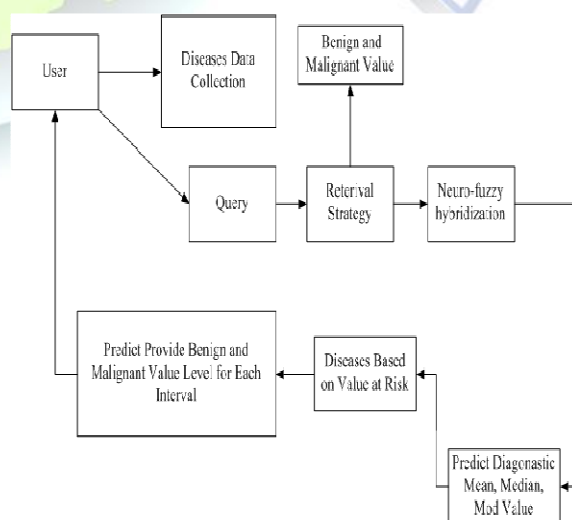 User
Diseases Data
Collection
Benign and
Malignant Value
Query
Reterival
Strategy
Neuro-fuzzy
hybridization
Predict Provide Benign and
Malignant Value Level for Each
Interval
Diseases Based
on Value at Risk
Predict Diagonastic
Mean, Median,
Mod Value